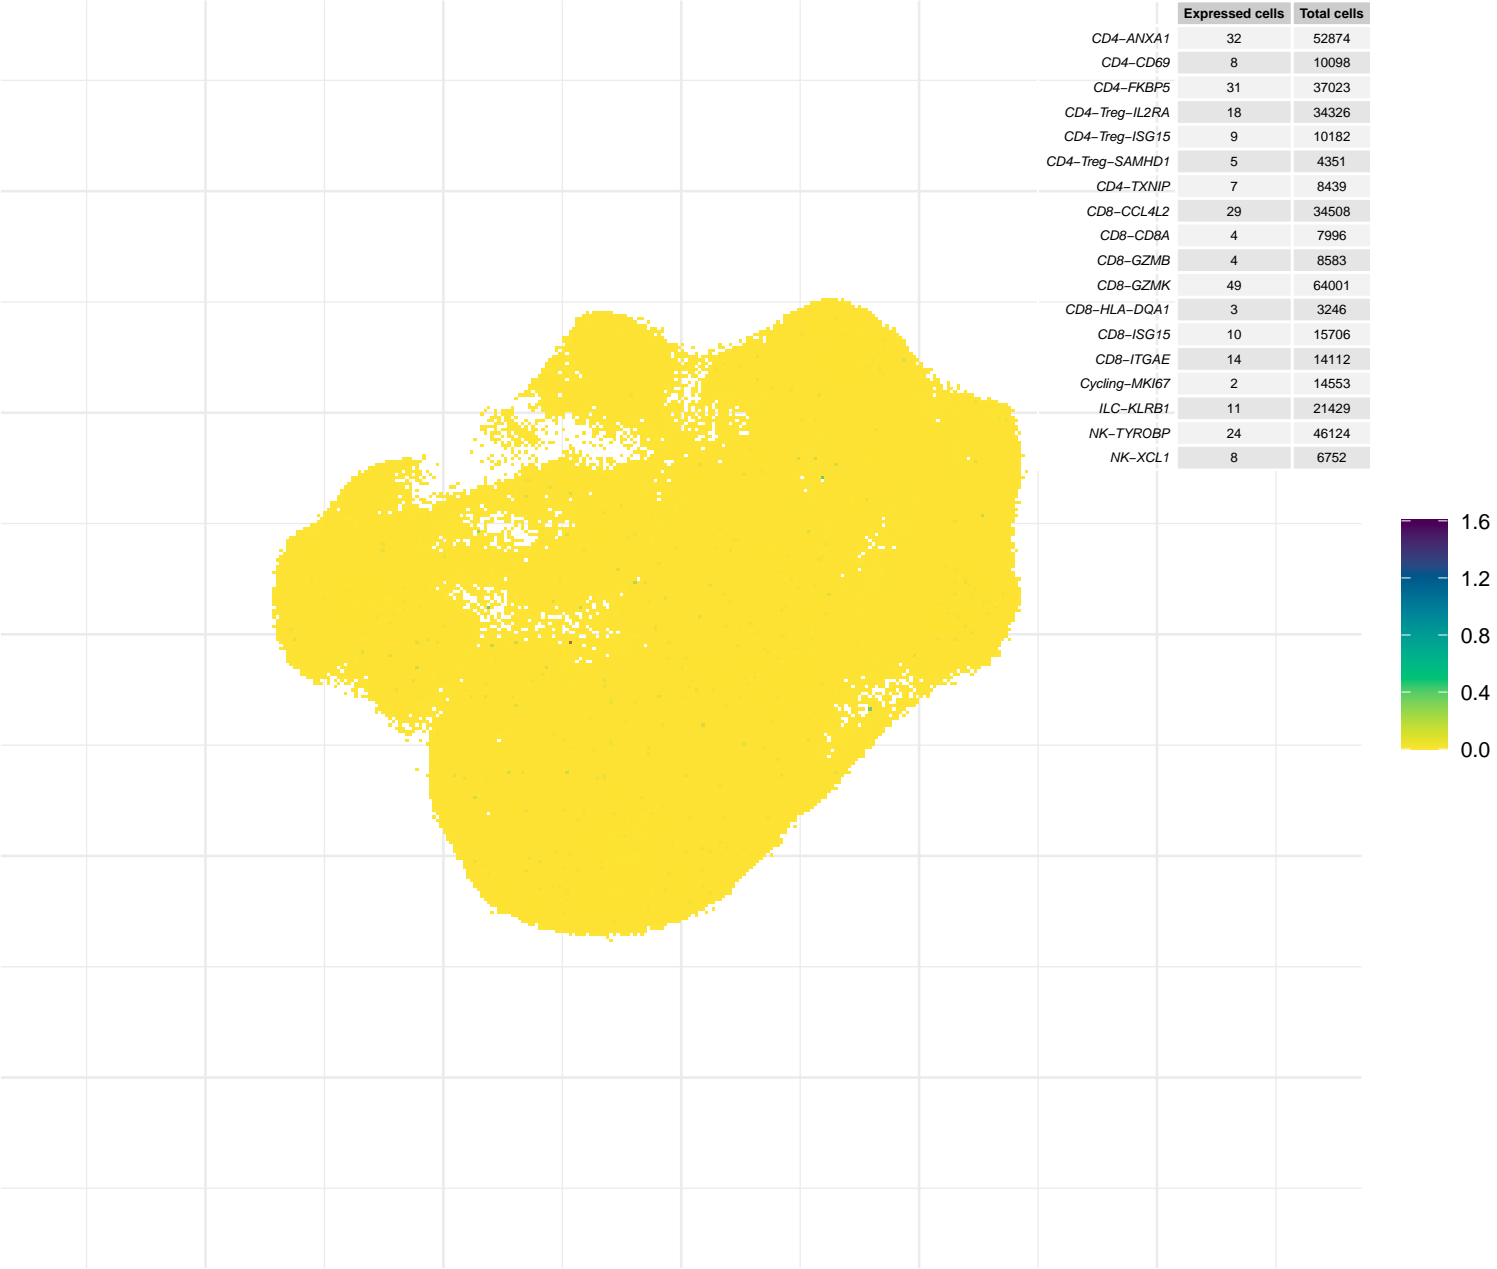 Expressed cells Total cells
CD4−ANXA1 32 52874
CD4−CD69 8 10098
CD4−FKBP5 31 37023
CD4−Treg−IL2RA 18 34326
CD4−Treg−ISG15 9 10182
CD4−Treg−SAMHD1 5 4351
CD4−TXNIP 7 8439
CD8−CCL4L2 29 34508
CD8−CD8A 4 7996
CD8−GZMB 4 8583
CD8−GZMK 49 64001
CD8−HLA−DQA1 3 3246
CD8−ISG15 10 15706
CD8−ITGAE 14 14112
Cycling−MKI67 2 14553
ILC−KLRB1 11 21429
NK−TYROBP 24 46124
NK−XCL1 8 6752
1.6
1.2
0.8
0.4
0.0